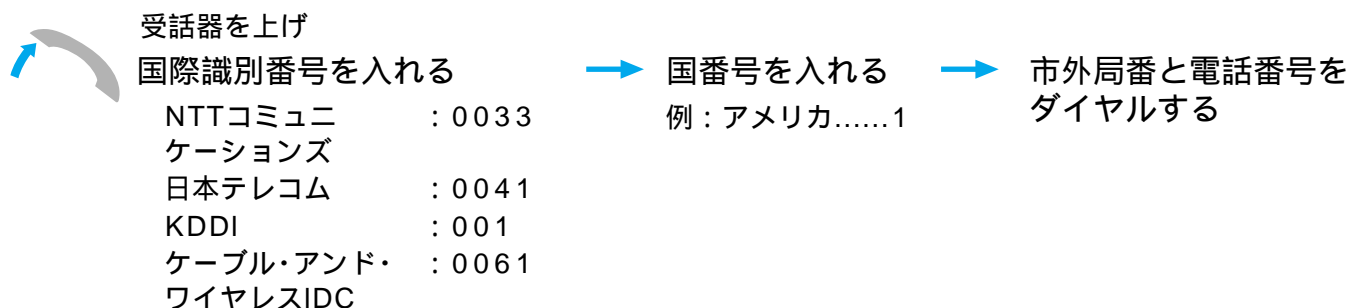 受話器を上げ
国際識別番号を入れる
NTTコミュニ :0033
ケーションズ
日本テレコム :0041
KDDI :001
ケーブル・アンド・ :0061
ワイヤレスIDC
国番号を入れる
例:アメリカ......1
市外局番と電話番号を
ダイヤルする